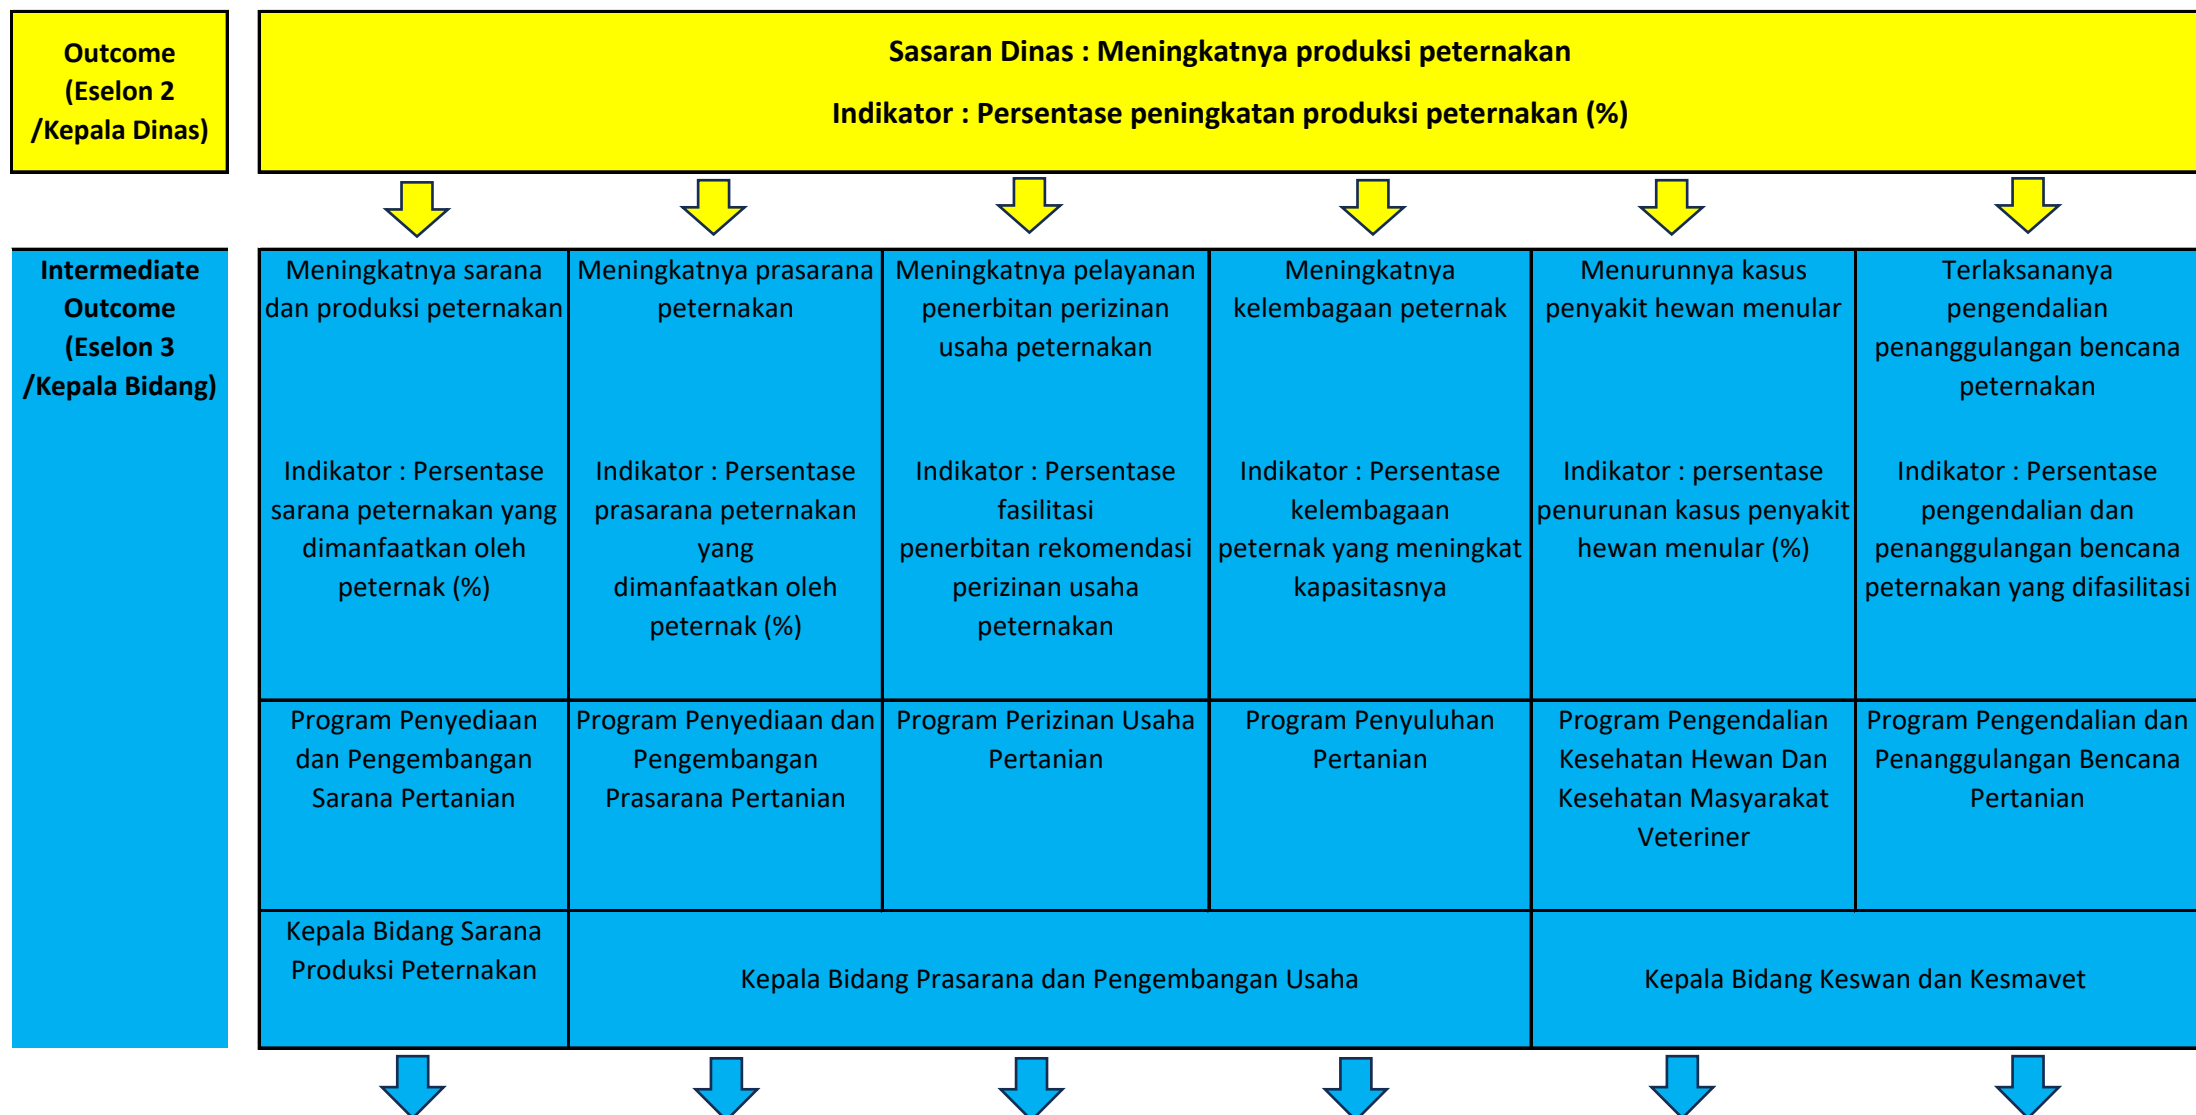 Outcome
(Eselon 2
/Kepala Dinas)
Sasaran Dinas : Meningkatnya produksi peternakan
Indikator : Persentase peningkatan produksi peternakan (%)
Intermediate
Outcome
(Eselon 3
/Kepala Bidang)
Meningkatnya sarana
dan produksi peternakan
Indikator : Persentase
sarana peternakan yang
dimanfaatkan oleh
peternak (%)
Meningkatnya prasarana
peternakan
Indikator : Persentase
prasarana peternakan
yang
dimanfaatkan oleh
peternak (%)
Meningkatnya pelayanan
penerbitan perizinan
usaha peternakan
Indikator : Persentase
fasilitasi
penerbitan rekomendasi
perizinan usaha
peternakan
Meningkatnya
kelembagaan peternak
Indikator : Persentase
kelembagaan
peternak yang meningkat
kapasitasnya
Menurunnya kasus
penyakit hewan menular
Indikator : persentase
penurunan kasus penyakit
hewan menular (%)
Terlaksananya
pengendalian
penanggulangan bencana
peternakan
Indikator : Persentase
pengendalian dan
penanggulangan bencana
peternakan yang difasilitasi
Program Penyediaan
dan Pengembangan
Sarana Pertanian
Program Penyediaan dan
Pengembangan
Prasarana Pertanian
Program Perizinan Usaha
Pertanian
Program Penyuluhan
Pertanian
Program Pengendalian
Kesehatan Hewan Dan
Kesehatan Masyarakat
Veteriner
Program Pengendalian dan
Penanggulangan Bencana
Pertanian
Kepala Bidang Sarana
Produksi Peternakan
Kepala Bidang Prasarana dan Pengembangan Usaha
Kepala Bidang Keswan dan Kesmavet